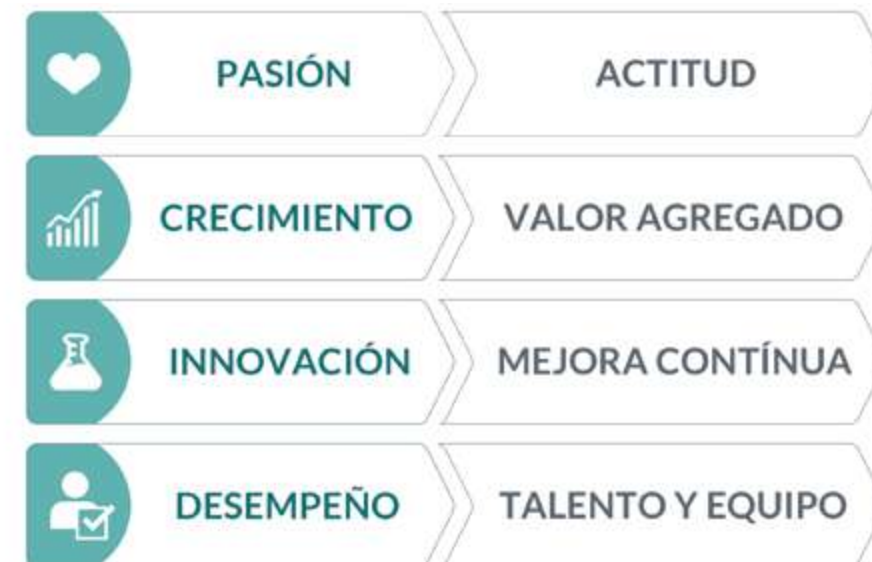 PASIÓN ACTITUD
CRECIMIENTO VALOR AGREGADO
INNOVACIÓN MEJORA CONTÍNUA
DESEMPEÑO TALENTO Y EQUIPO